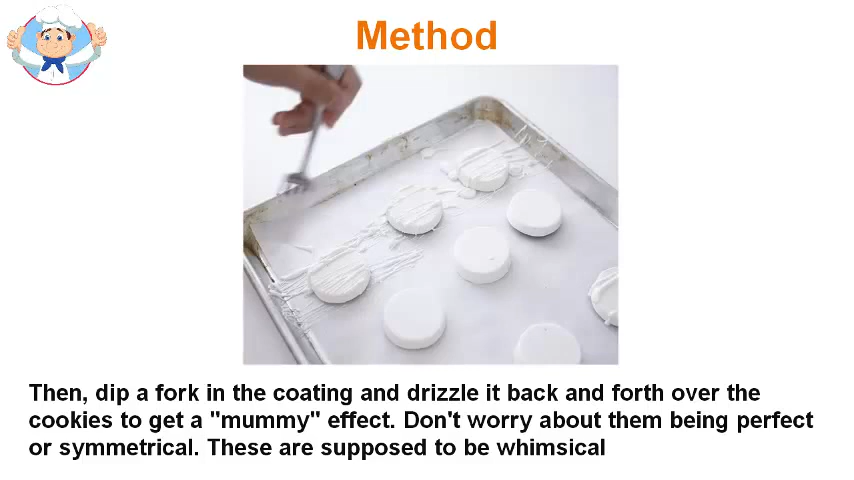 Method
Then, dip a fork in the coating and drizzle it back and forth over the
cookies to get a "mummy" effect. Don't worry about them being perfect
or symmetrical. These are supposed to be whimsical